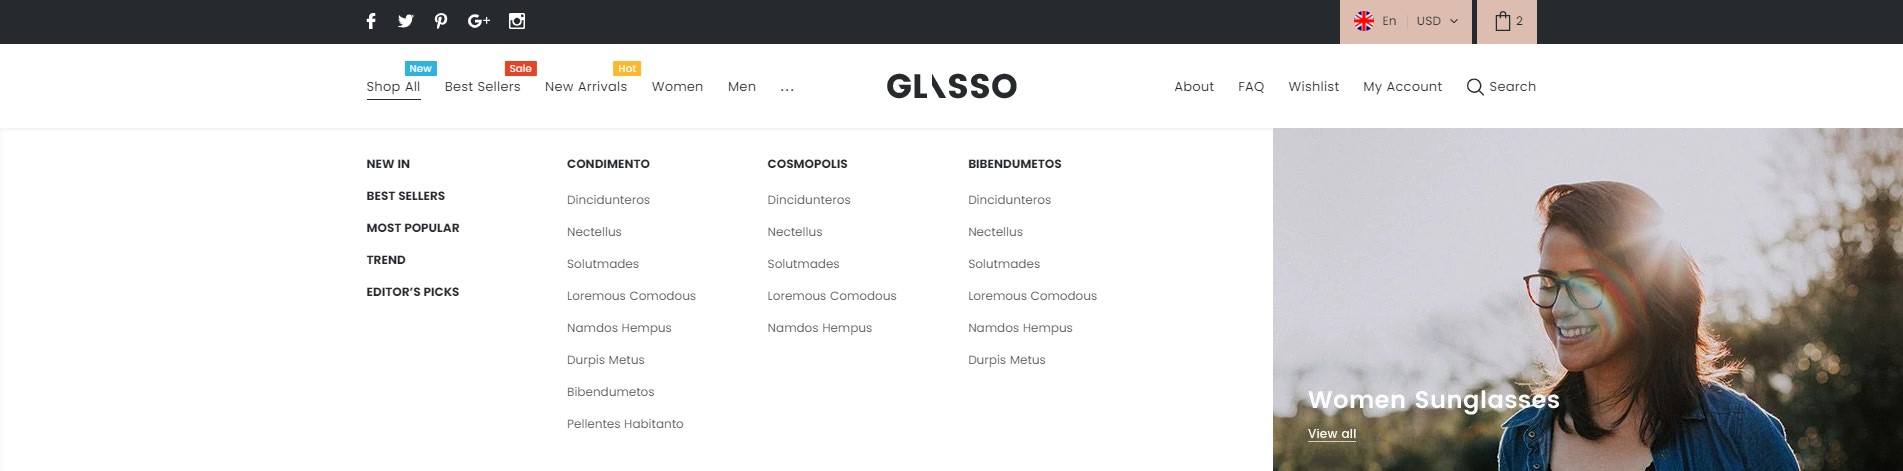 En USD 2
New Sale Hot
Shop All Best Sellers New Arrivals Women Men ... GLASSO About FAQ Wishlist My Account Search
NEW IN
BEST SELLERS
MOST POPULAR
TREND
EDITOR’S PICKS
CONDIMENTO
Dincidunteros
Nectellus
Solutmades
Loremous Comodous
Namdos Hempus
Durpis Metus
Bibendumetos
Pellentes Habitanto
COSMOPOLIS
Dincidunteros
Nectellus
Solutmades
Loremous Comodous
Namdos Hempus
BIBENDUMETOS
Dincidunteros
Nectellus
Solutmades
Loremous Comodous
Namdos Hempus
Durpis Metus
Women Sunglasses
View all